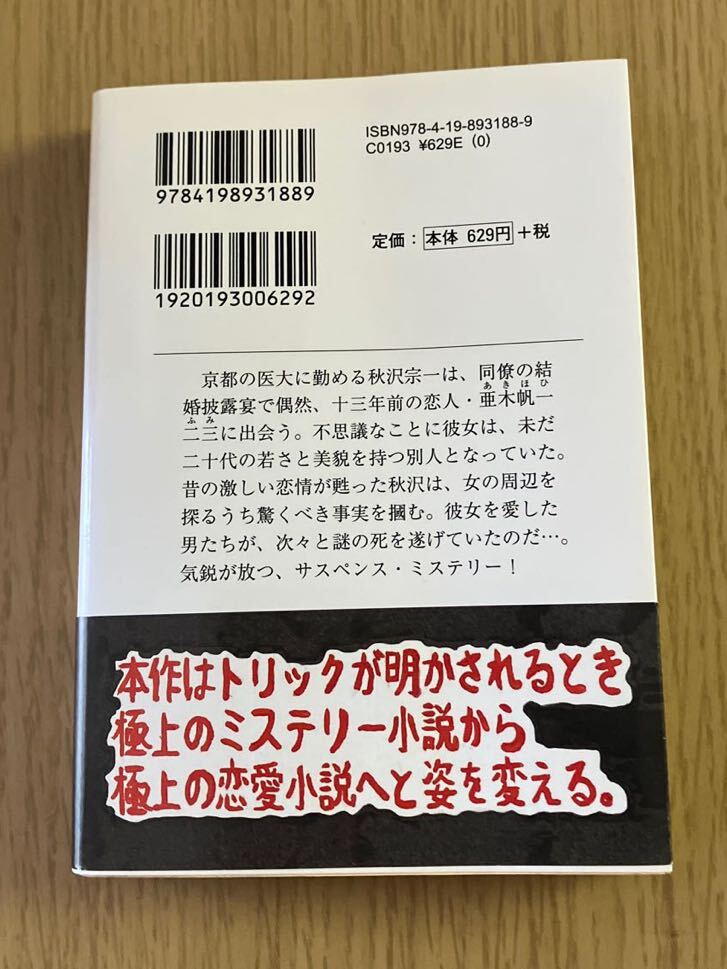 ISBN978-4-19-893188-9
C0193 ¥629E (0)
9784198931889
定価：本体 629円+税
1920193006292
京都の医大に勤める秋沢宗一は、同僚の結
婚披露宴で偶然、十三年前の恋人・亜木帆一
あきほひ
二三に出会う。不思議なことに彼女は、未だ
ふみ
二十代の若さと美貌を持つ別人となっていた。
昔の激しい恋情が甦った秋沢は、女の周辺を
探るうち驚くべき事実を摑む。彼女を愛した
男たちが、次々と謎の死を遂げていたのだ…。
気鋭が放つ、サスペンス・ミステリー！
本作はトリックが明かされるとき
極上のミステリー小説から
極上の恋愛小説へと姿を変える。